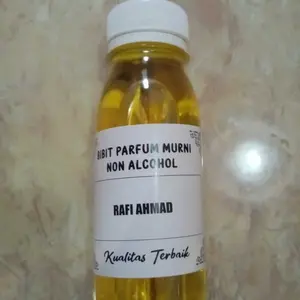 BIBIT PARFUM MURNI
NON ALCOHOL
RAFI AHMAD
Kualitas Terbaik